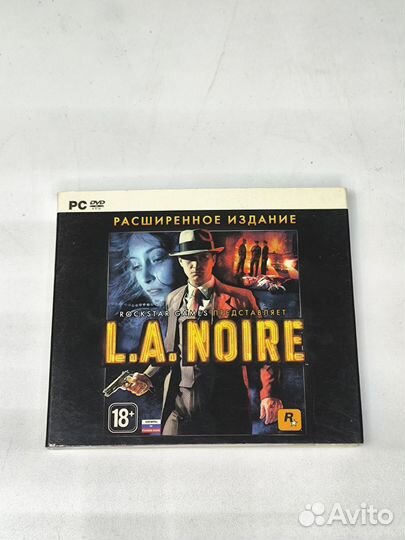 PC DVD
РАСШИРЕННОЕ ИЗДАНИЕ
ROCKSTAR GAMES ПРЕДСТАВЛЯЕТ
L.A. NOIRE
18+
R
Avito